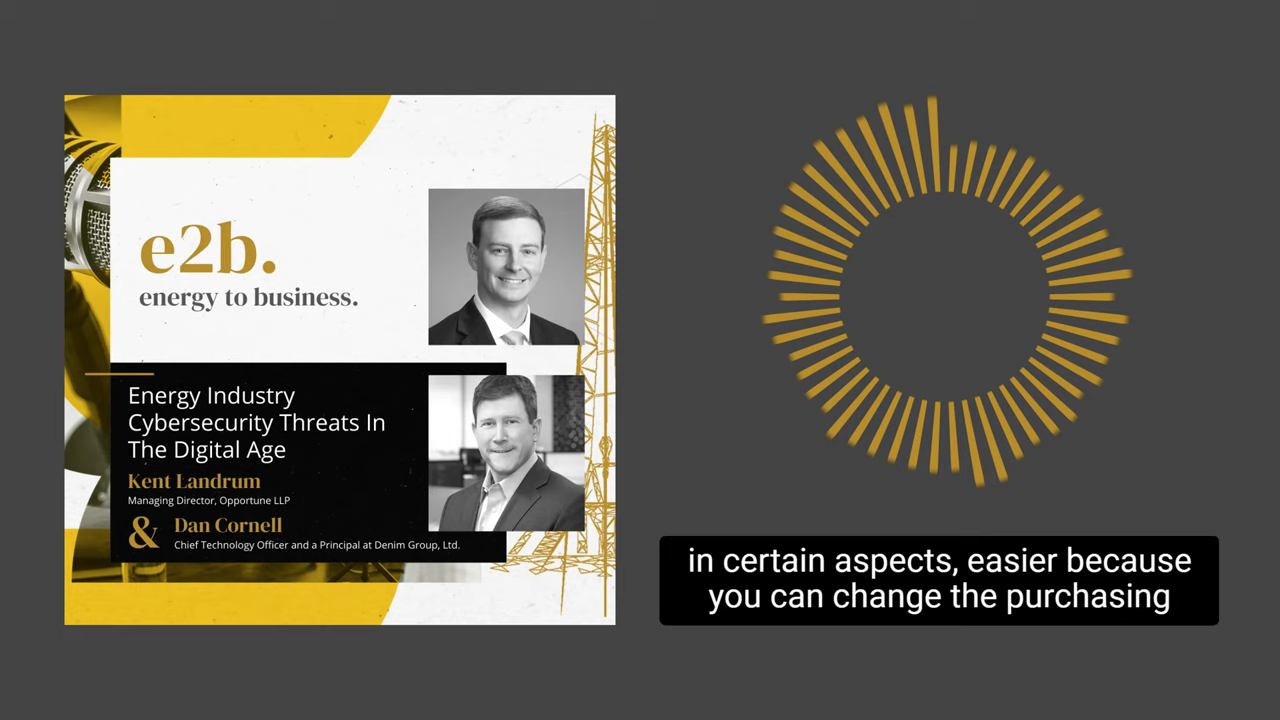 e2b.
energy to business.
Energy Industry
Cybersecurity Threats In
The Digital Age
Kent Landrum
Managing Director, Opportune LLP
& Dan Cornell
Chief Technology Officer and a Principal at Denim Group, Ltd.
in certain aspects, easier because
you can change the purchasing